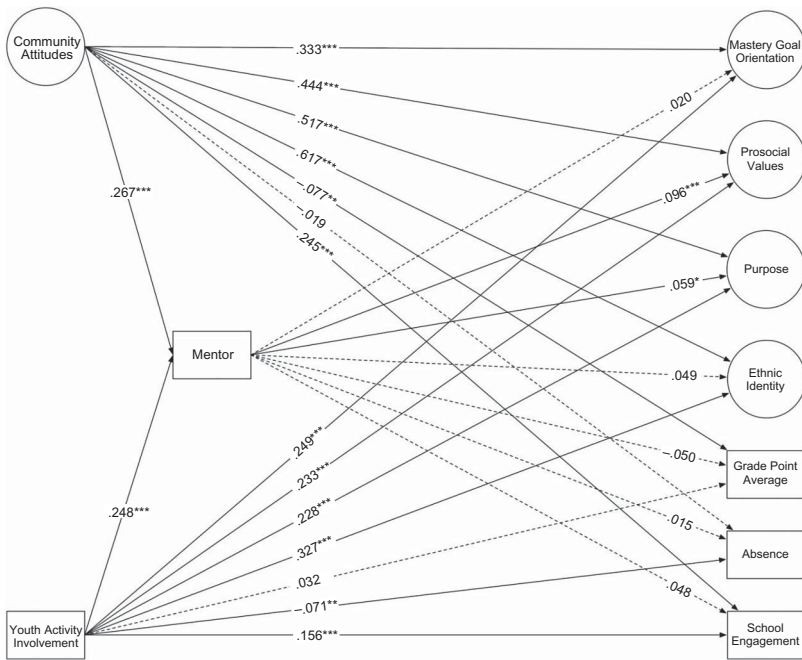 Community
Attitudes
.333***
Mastery Goal
Orientation
.444***
.020
.517***
.617***
Prosocial
Values
-.077**
.096***
.267***
-.019
.245***
Purpose
.059*
Mentor
.049
Ethnic
Identity
.249***
-.050
.233***
Grade Point
Average
.228***
.248***
.015
.327***
Absence
.032
.048
-.071**
Youth Activity
Involvement
.156***
School
Engagement